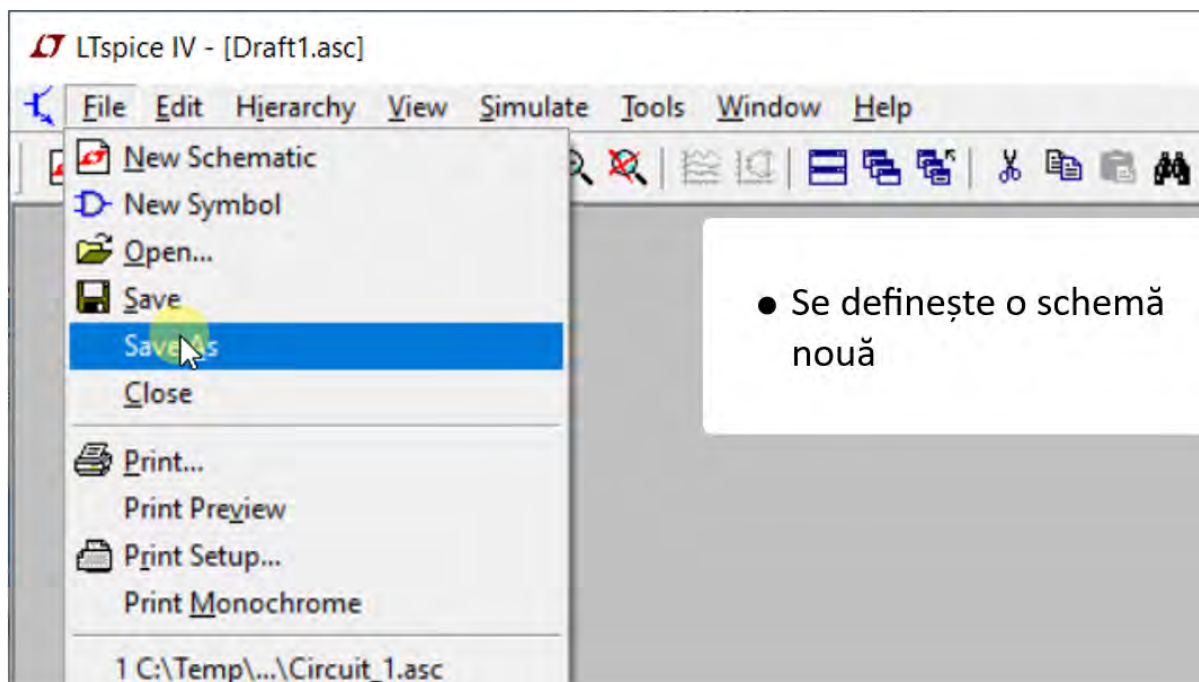 LTspice IV - [Draft1.asc]
File Edit Hierarchy View Simulate Tools Window Help
New Schematic
New Symbol
Open...
Save
Save As
Close
Print...
Print Preview
Print Setup...
Print Monochrome
1 C:\Temp\...\Circuit_1.asc
● Se definește o schemă
nouă